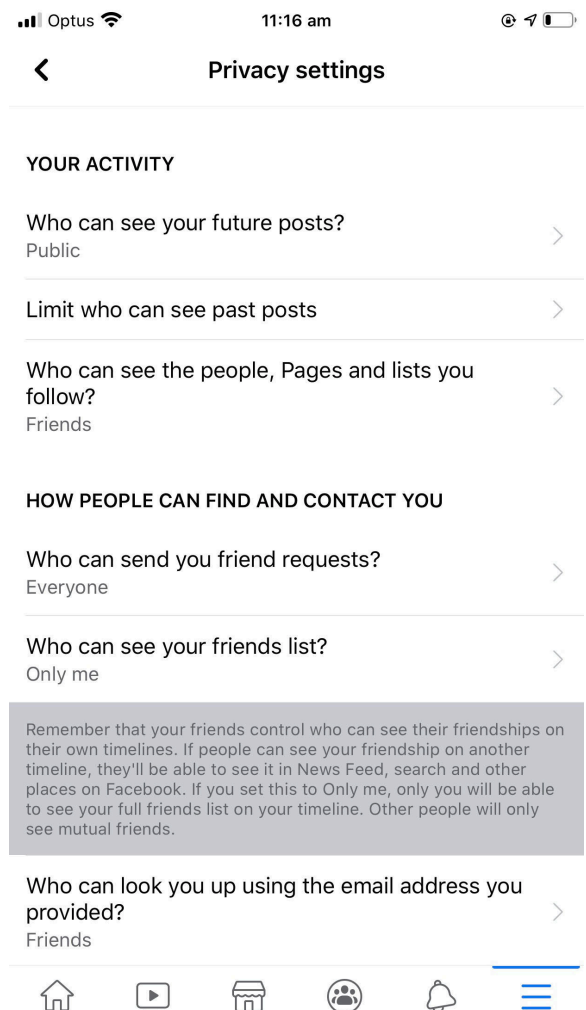 Optus 11:16 am
Privacy settings
YOUR ACTIVITY
Who can see your future posts?
Public
Limit who can see past posts
Who can see the people, Pages and lists you
follow?
Friends
HOW PEOPLE CAN FIND AND CONTACT YOU
Who can send you friend requests?
Everyone
Who can see your friends list?
Only me
Remember that your friends control who can see their friendships on
their own timelines. If people can see your friendship on another
timeline, they'll be able to see it in News Feed, search and other
places on Facebook. If you set this to Only me, only you will be able
to see your full friends list on your timeline. Other people will only
see mutual friends.
Who can look you up using the email address you
provided?
Friends